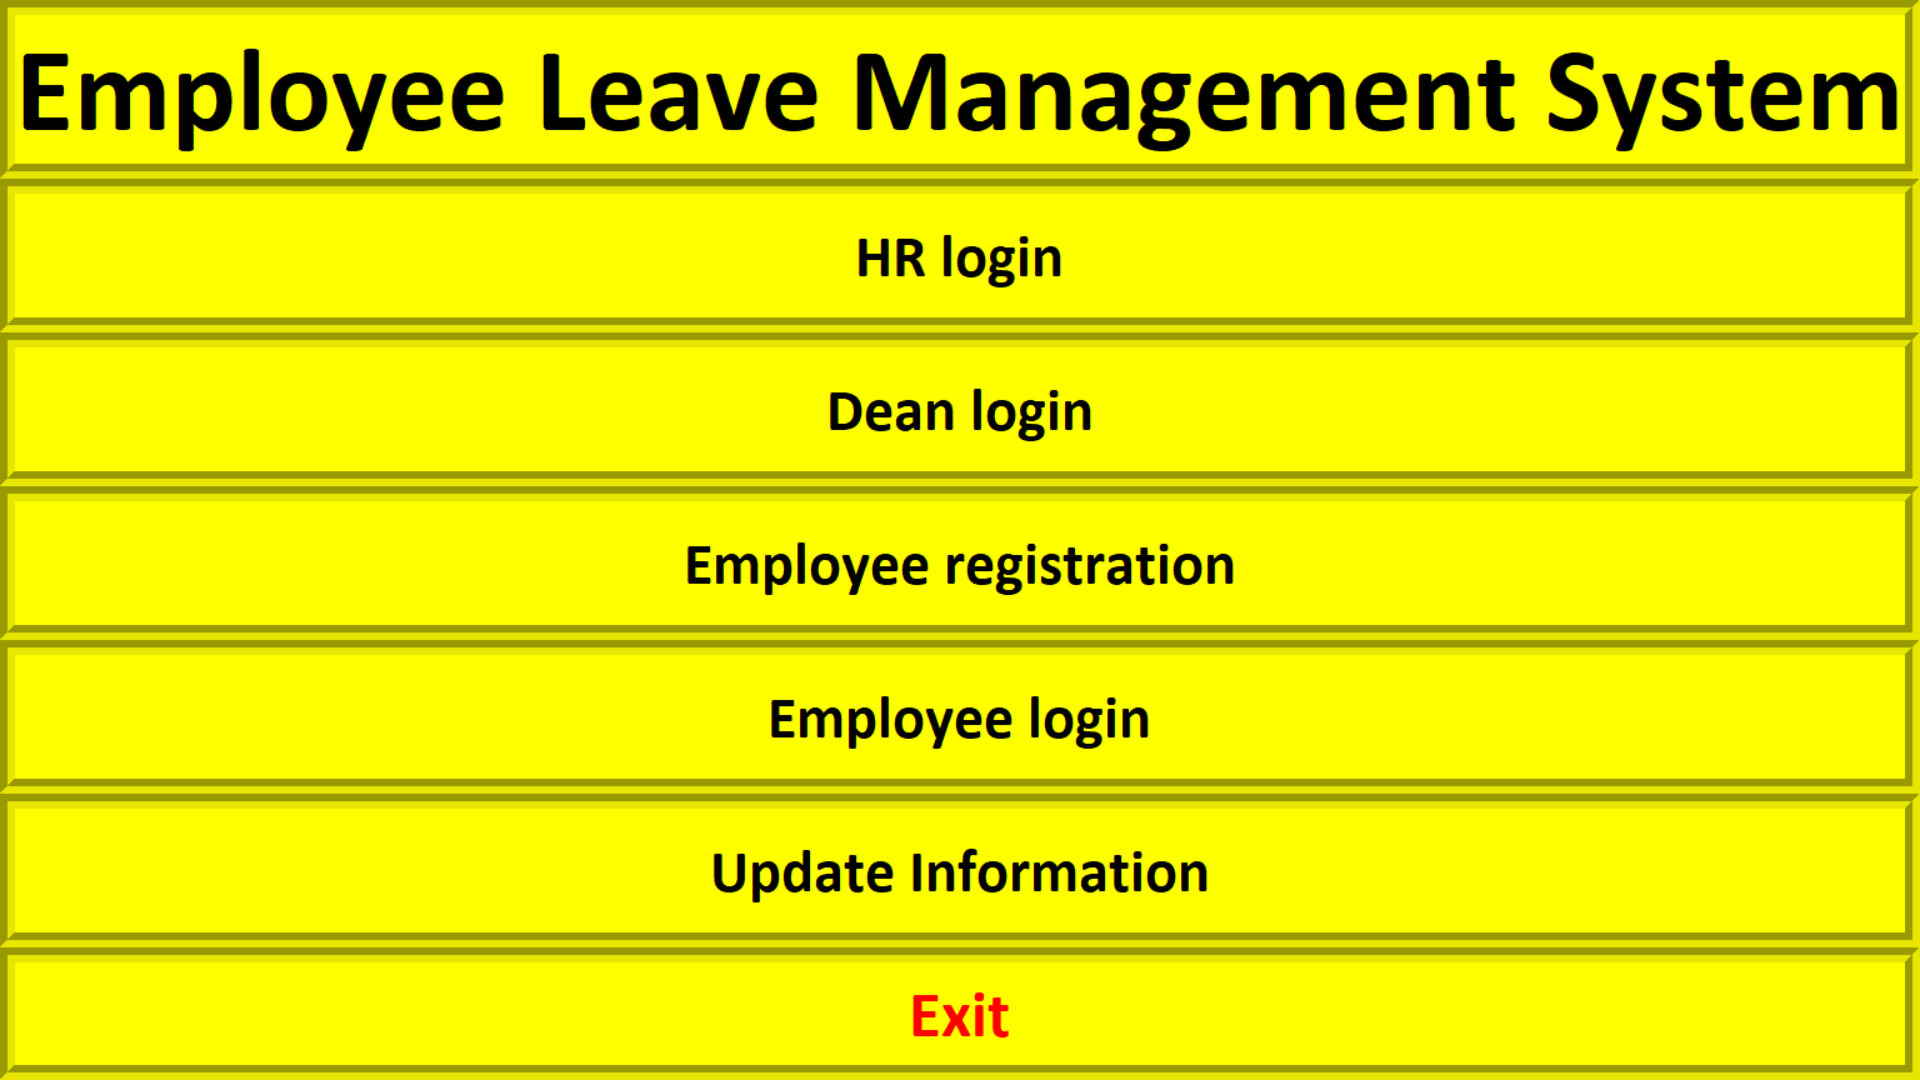 Employee Leave Management System
HR login
Dean login
Employee registration
Employee login
Update Information
Exit